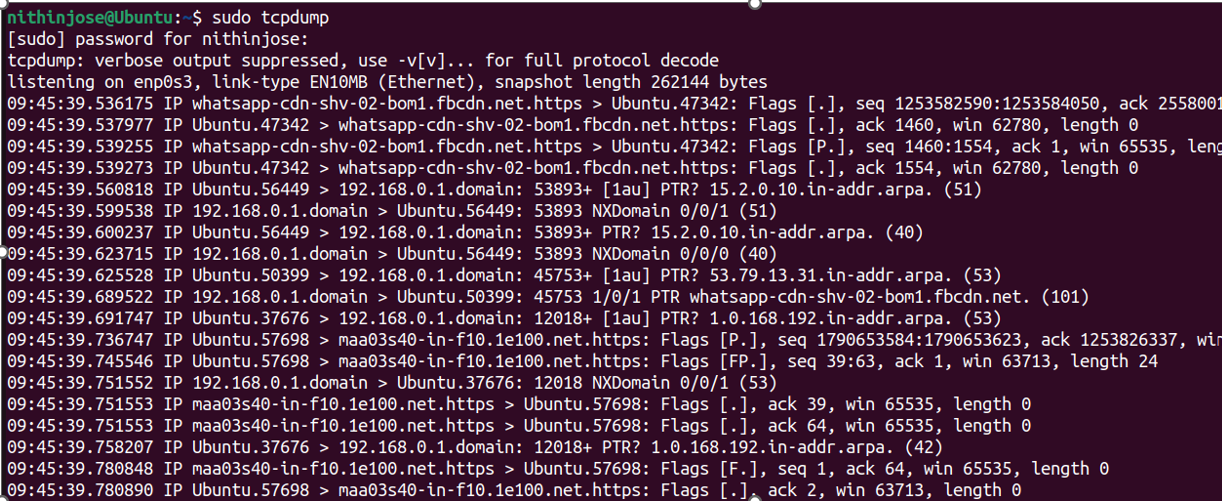 nithinjose@Ubuntu:~$ sudo tcpdump
[sudo] password for nithinjose:
tcpdump: verbose output suppressed, use -v[v]... for full protocol decode
listening on enp0s3, link-type EN10MB (Ethernet), snapshot length 262144 bytes
09:45:39.536175 IP whatsapp-cdn-shv-02-bom1.fbcdn.net.https > Ubuntu.47342: Flags [.], seq 1253582590:1253584050, ack 2558001
09:45:39.537977 IP Ubuntu.47342 > whatsapp-cdn-shv-02-bom1.fbcdn.net.https: Flags [.], ack 1460, win 62780, length 0
09:45:39.539255 IP whatsapp-cdn-shv-02-bom1.fbcdn.net.https > Ubuntu.47342: Flags [P.], seq 1460:1554, ack 1, win 65535, leng
09:45:39.539273 IP Ubuntu.47342 > whatsapp-cdn-shv-02-bom1.fbcdn.net.https: Flags [.], ack 1554, win 62780, length 0
09:45:39.560818 IP Ubuntu.56449 > 192.168.0.1.domain: 53893+ [1au] PTR? 15.2.0.10.in-addr.arpa. (51)
09:45:39.599538 IP 192.168.0.1.domain > Ubuntu.56449: 53893 NXDomain 0/0/1 (51)
09:45:39.600237 IP Ubuntu.56449 > 192.168.0.1.domain: 53893+ PTR? 15.2.0.10.in-addr.arpa. (40)
09:45:39.623715 IP 192.168.0.1.domain > Ubuntu.56449: 53893 NXDomain 0/0/0 (40)
09:45:39.625528 IP Ubuntu.50399 > 192.168.0.1.domain: 45753+ [1au] PTR? 53.79.13.31.in-addr.arpa. (53)
09:45:39.689522 IP 192.168.0.1.domain > Ubuntu.50399: 45753 1/0/1 PTR whatsapp-cdn-shv-02-bom1.fbcdn.net. (101)
09:45:39.691747 IP Ubuntu.37676 > 192.168.0.1.domain: 12018+ [1au] PTR? 1.0.168.192.in-addr.arpa. (53)
09:45:39.736747 IP Ubuntu.57698 > maa03s40-in-f10.1e100.net.https: Flags [P.], seq 1790653584:1790653623, ack 1253826337, win
09:45:39.745546 IP Ubuntu.57698 > maa03s40-in-f10.1e100.net.https: Flags [FP.], seq 39:63, ack 1, win 63713, length 24
09:45:39.751552 IP 192.168.0.1.domain > Ubuntu.37676: 12018 NXDomain 0/0/1 (53)
09:45:39.751553 IP maa03s40-in-f10.1e100.net.https > Ubuntu.57698: Flags [.], ack 39, win 65535, length 0
09:45:39.751553 IP maa03s40-in-f10.1e100.net.https > Ubuntu.57698: Flags [.], ack 64, win 65535, length 0
09:45:39.758207 IP Ubuntu.37676 > 192.168.0.1.domain: 12018+ PTR? 1.0.168.192.in-addr.arpa. (42)
09:45:39.780848 IP maa03s40-in-f10.1e100.net.https > Ubuntu.57698: Flags [F.], seq 1, ack 64, win 65535, length 0
09:45:39.780890 IP Ubuntu.57698 > maa03s40-in-f10.1e100.net.https: Flags [.], ack 2, win 63713, length 0